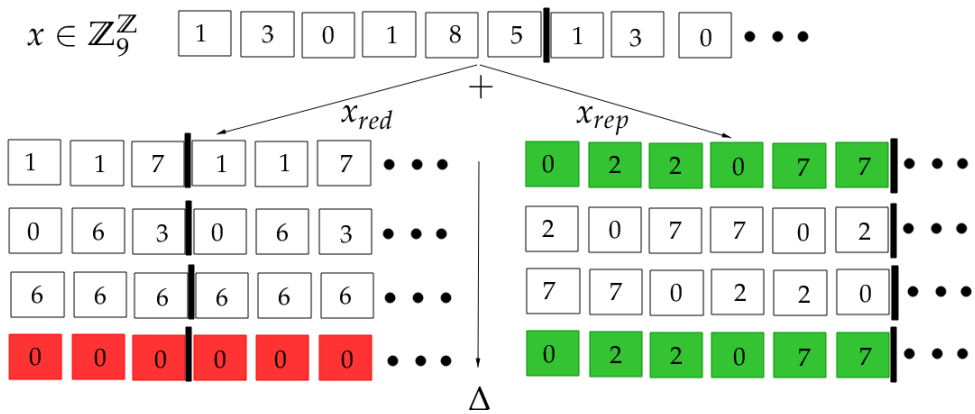 x ∈ ℤ₉^ℤ 1 3 0 1 8 5 1 3 0 •••
+
x_red x_rep
1 1 7 1 1 7 ••• 0 2 2 0 7 7 •••
0 6 3 0 6 3 ••• 2 0 7 7 0 2 •••
6 6 6 6 6 6 ••• 7 7 0 2 2 0 •••
0 0 0 0 0 0 ••• 0 2 2 0 7 7 •••
Δ